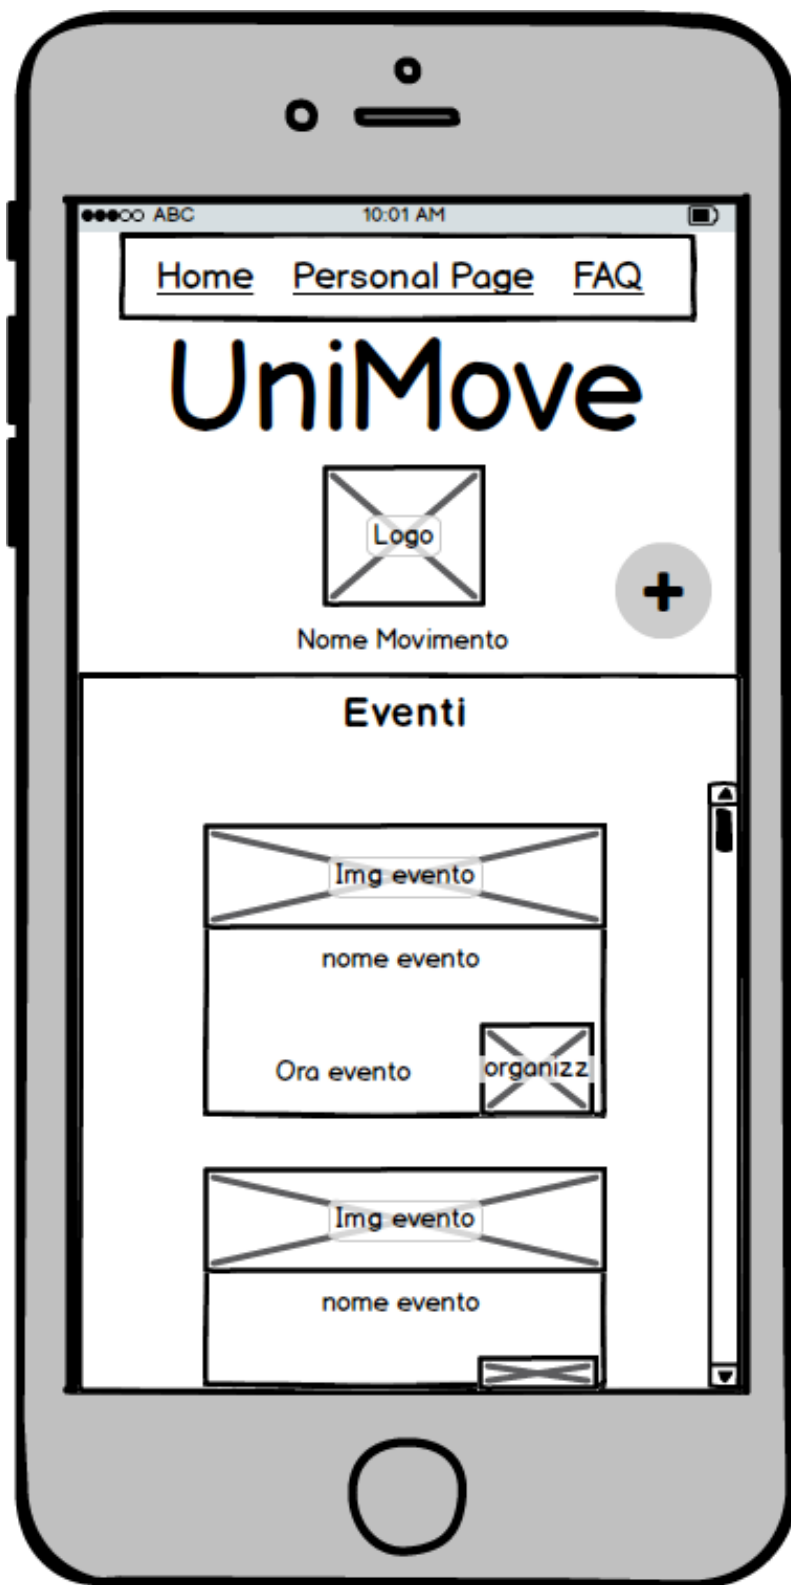 ABC 10:01 AM
Home Personal Page FAQ
UniMove
Logo
+
Nome Movimento
Eventi
Img evento
nome evento
Ora evento organizz
Img evento
nome evento